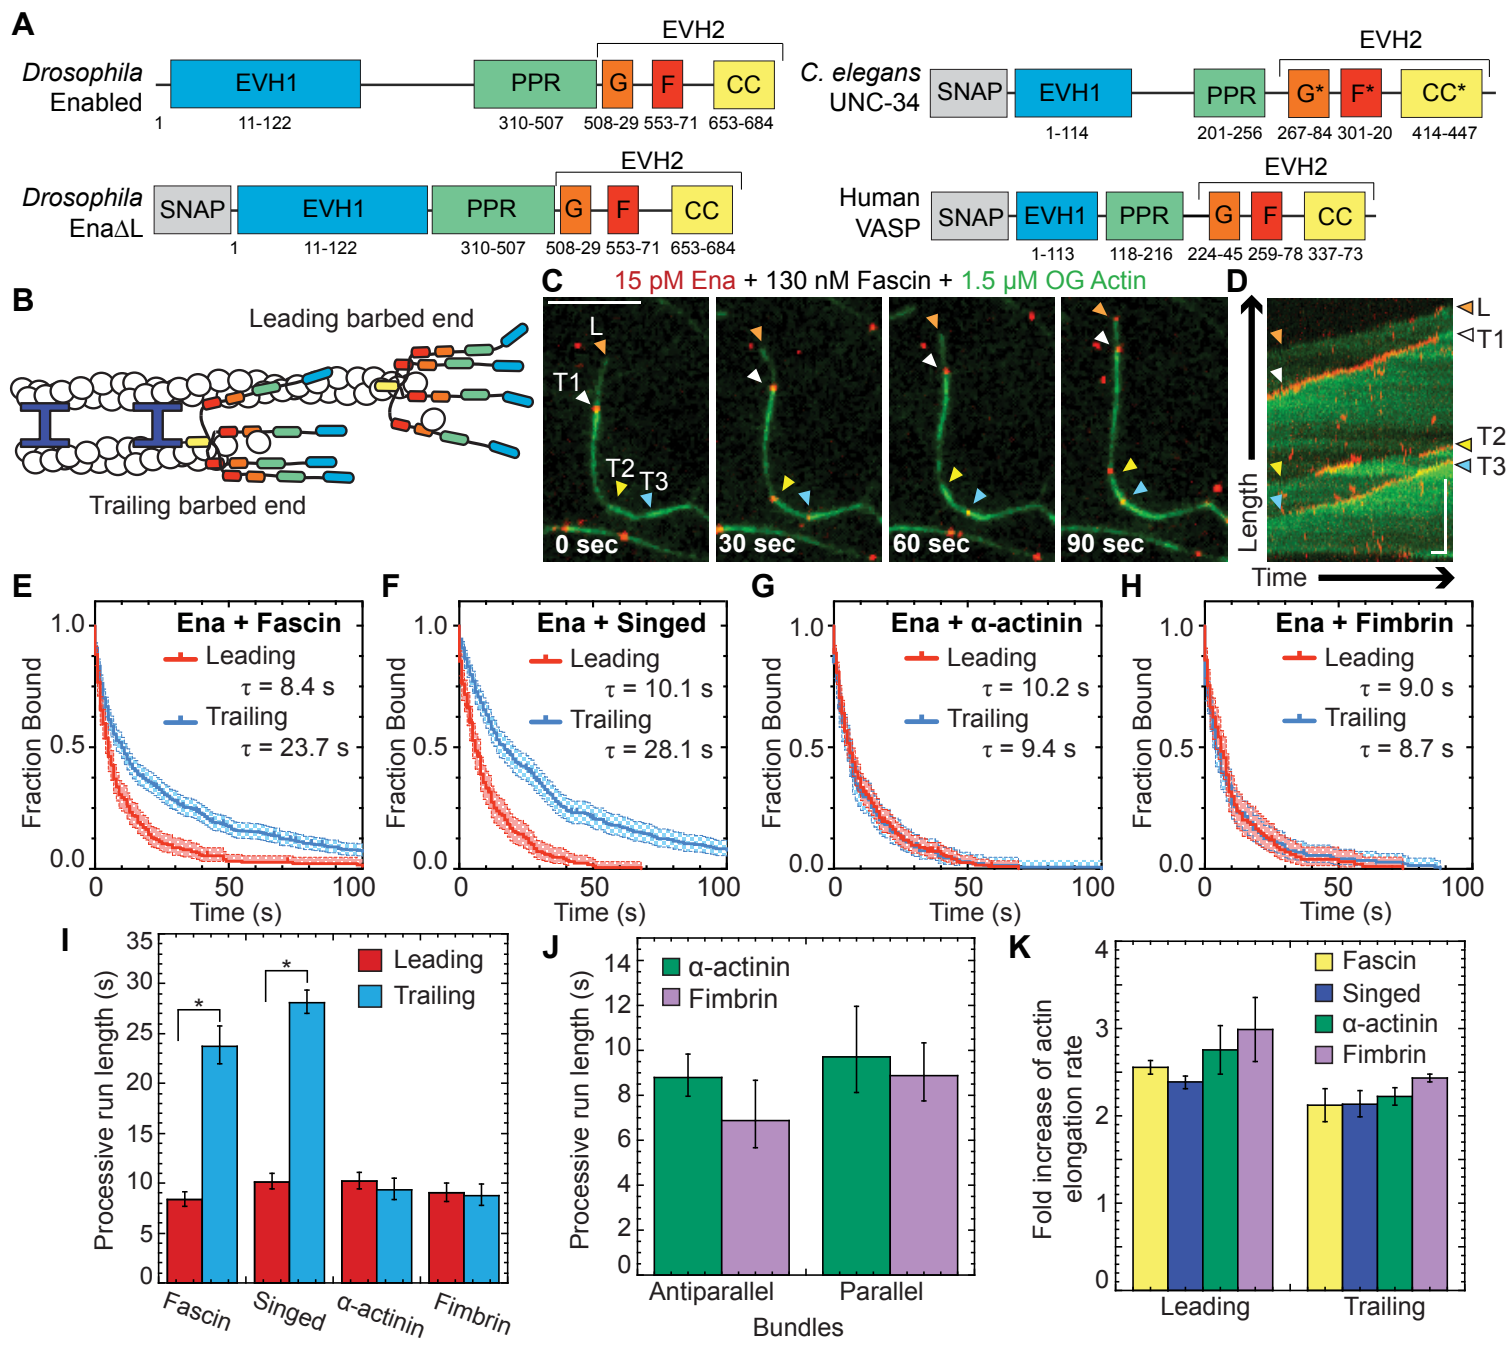 A
Drosophila
Enabled
EVH1
PPR
G
F
CC
EVH2
1
11-122
310-507
508-29
553-71
653-684
C. elegans
UNC-34
SNAP
EVH1
PPR
G*
F*
CC*
EVH2
1-114
201-256
267-84
301-20
414-447
Drosophila
EnaΔL
SNAP
EVH1
PPR
G
F
CC
EVH2
1
11-122
310-507
508-29
553-71
653-684
Human
VASP
SNAP
EVH1
PPR
G
F
CC
EVH2
1-113
118-216
224-45
259-78
337-73
B
Leading barbed end
Trailing barbed end
C
15 pM Ena + 130 nM Fascin + 1.5 µM OG Actin
L
T1
T2
T3
0 sec
30 sec
60 sec
90 sec
D
L
T1
T2
T3
Length
Time
E
Ena + Fascin
Leading
τ = 8.4 s
Trailing
τ = 23.7 s
Fraction Bound
1.0
0.5
0.0
0
50
100
Time (s)
F
Ena + Singed
Leading
τ = 10.1 s
Trailing
τ = 28.1 s
Fraction Bound
1.0
0.5
0.0
0
50
100
Time (s)
G
Ena + α-actinin
Leading
τ = 10.2 s
Trailing
τ = 9.4 s
Fraction Bound
1.0
0.5
0.0
0
50
100
Time (s)
H
Ena + Fimbrin
Leading
τ = 9.0 s
Trailing
τ = 8.7 s
Fraction Bound
1.0
0.5
0.0
0
50
100
Time (s)
I
Processive run length (s)
35
30
25
20
15
10
5
0
Leading
Trailing
*
*
Fascin
Singed
α-actinin
Fimbrin
J
Processive run length (s)
14
12
10
8
6
4
2
0
α-actinin
Fimbrin
Antiparallel
Parallel
Bundles
K
Fold increase of actin
elongation rate
4
3
2
1
0
Fascin
Singed
α-actinin
Fimbrin
Leading
Trailing